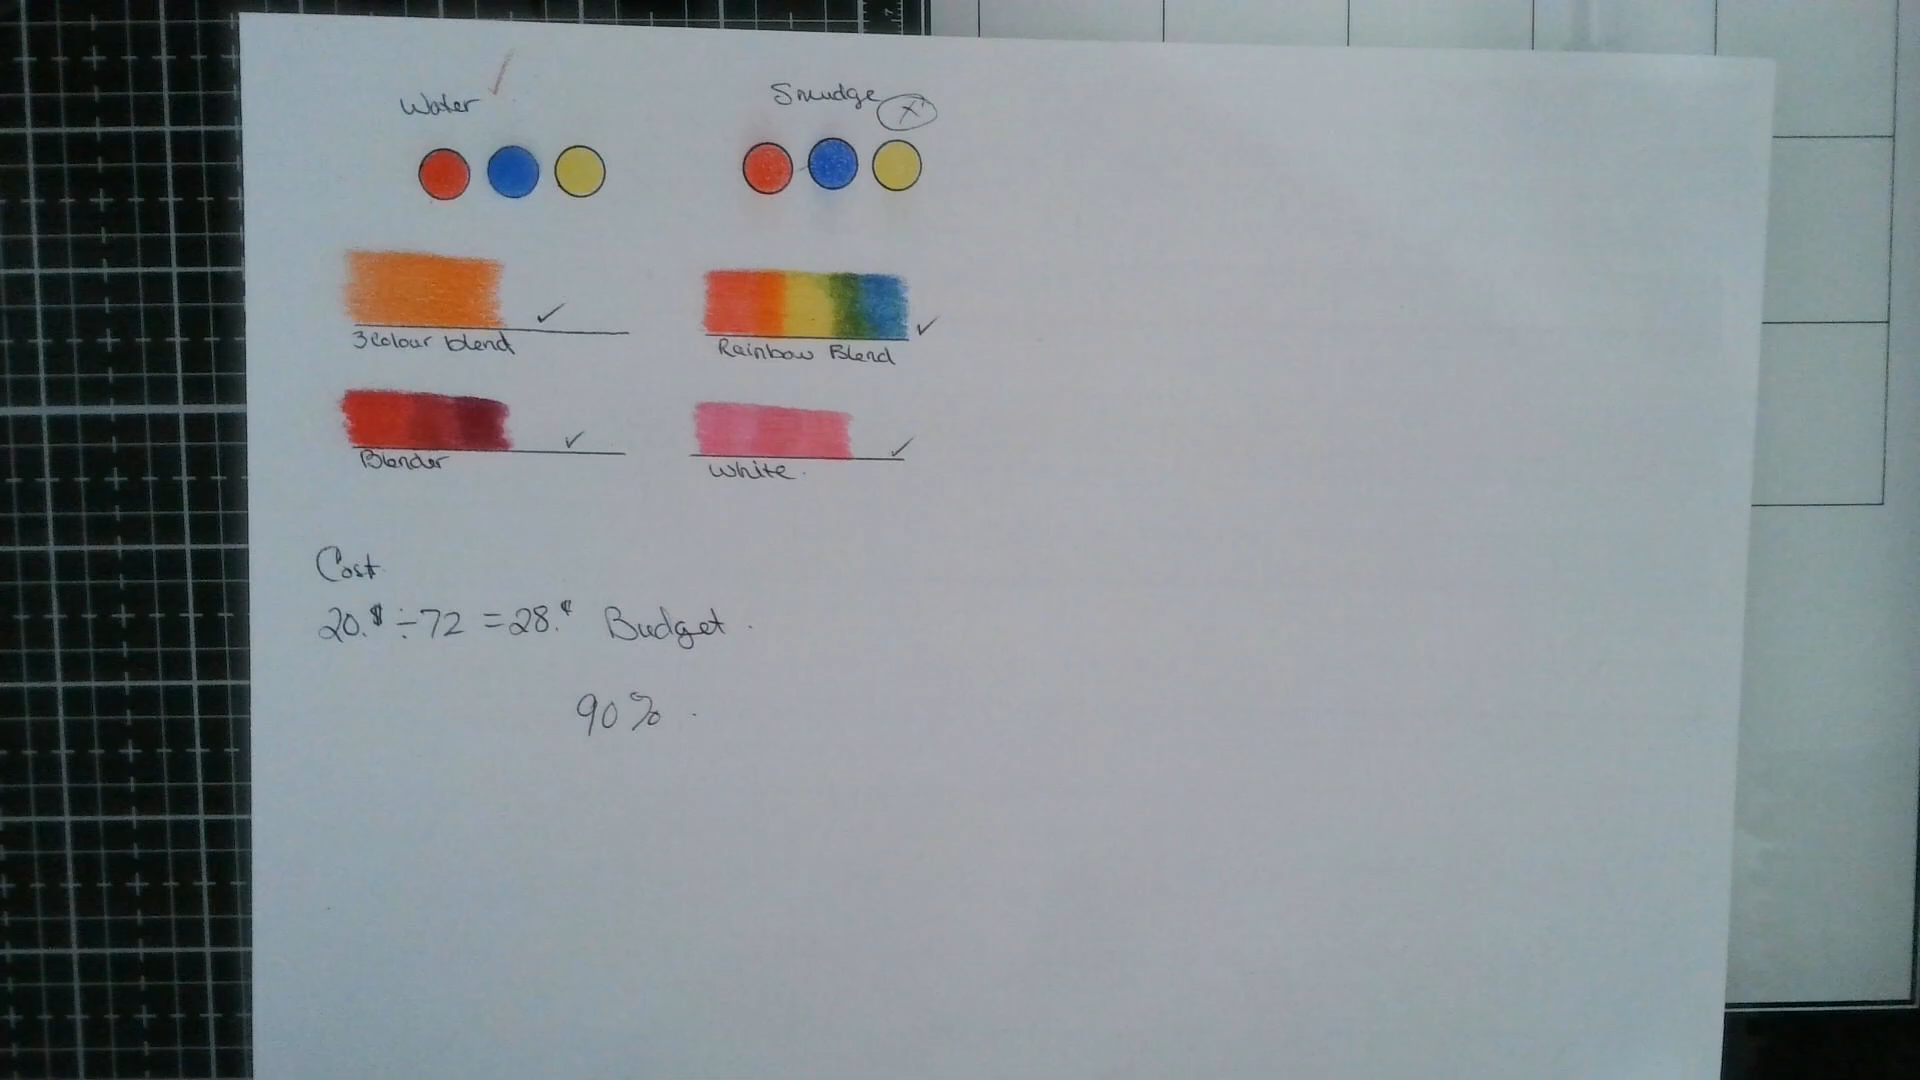 Water
Smudge X
3 Colour blend
Rainbow Blend
Blender
White.
Cost
20.$ ÷ 72 = 28.¢ Budget.
90%.